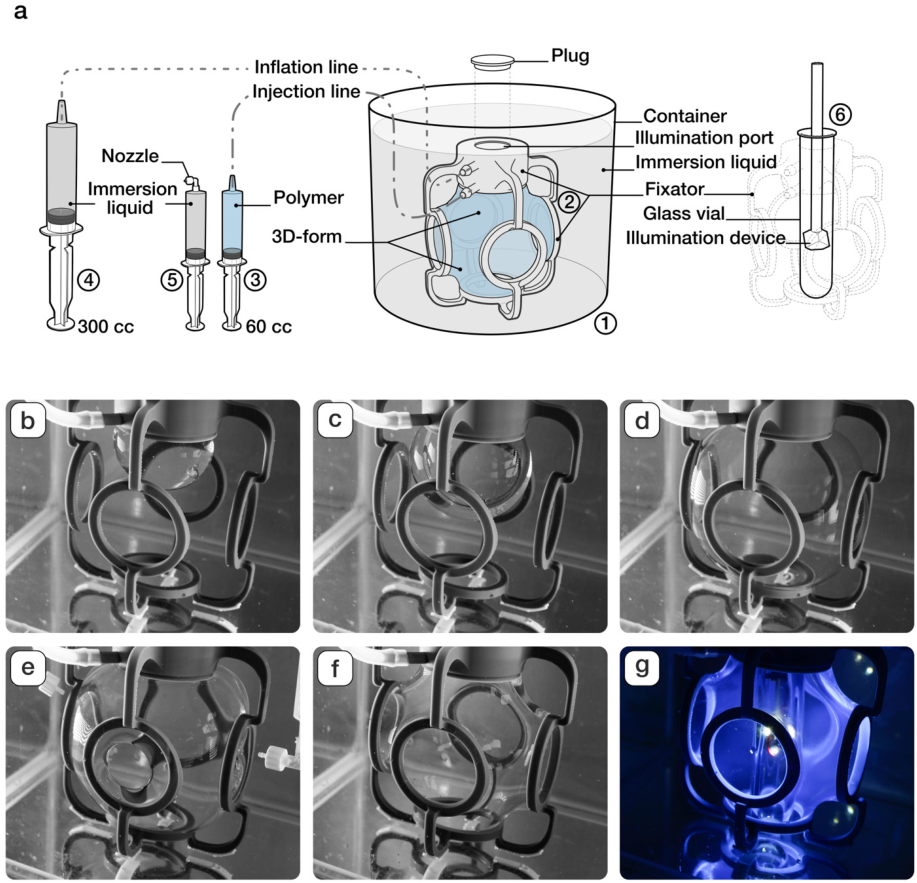 a
Plug
Inflation line
Injection line
Container
Illumination port
Immersion liquid
Fixator
Glass vial
Illumination device
Nozzle
Immersion
liquid
Polymer
3D-form
4
300 cc
5
3
60 cc
2
1
6
b
c
d
e
f
g